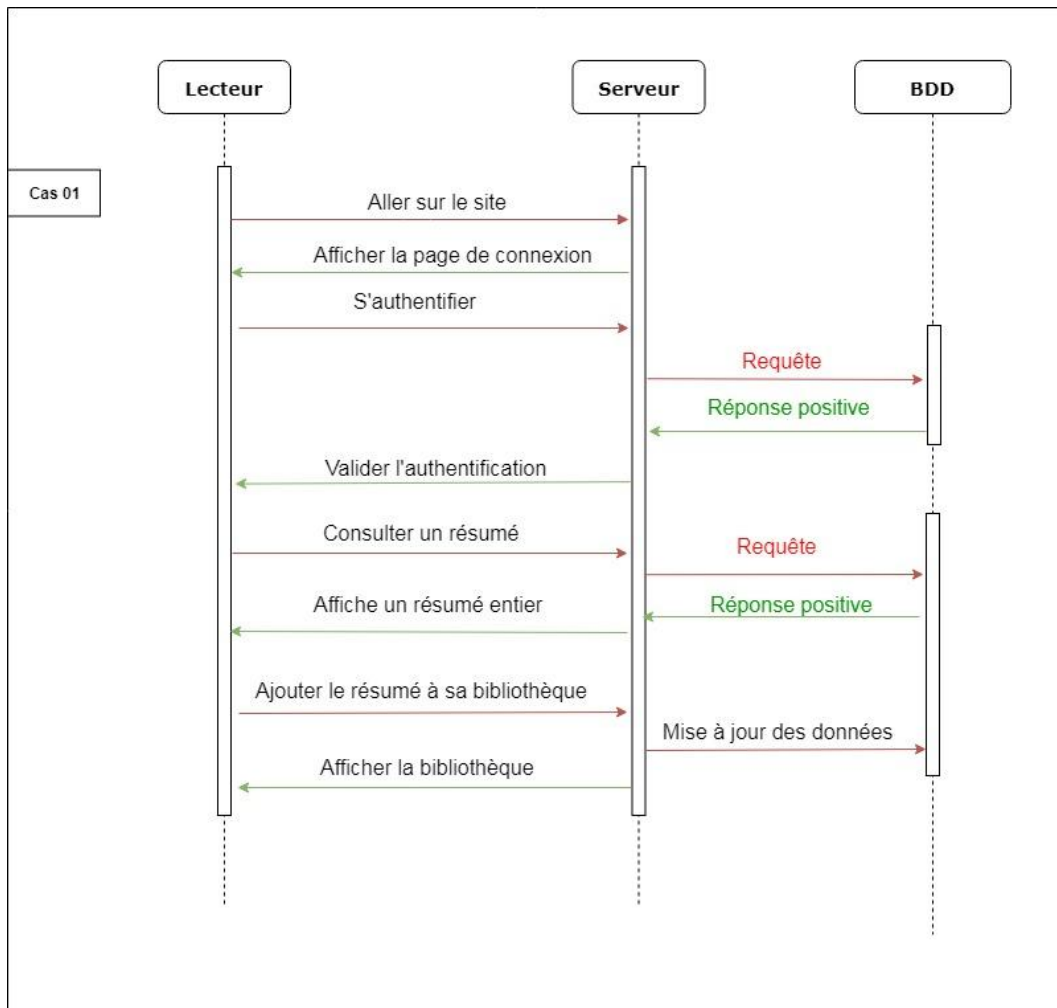 Lecteur
Serveur
BDD
Cas 01
Aller sur le site
Afficher la page de connexion
S'authentifier
Requête
Réponse positive
Valider l'authentification
Consulter un résumé
Requête
Affiche un résumé entier
Réponse positive
Ajouter le résumé à sa bibliothèque
Mise à jour des données
Afficher la bibliothèque